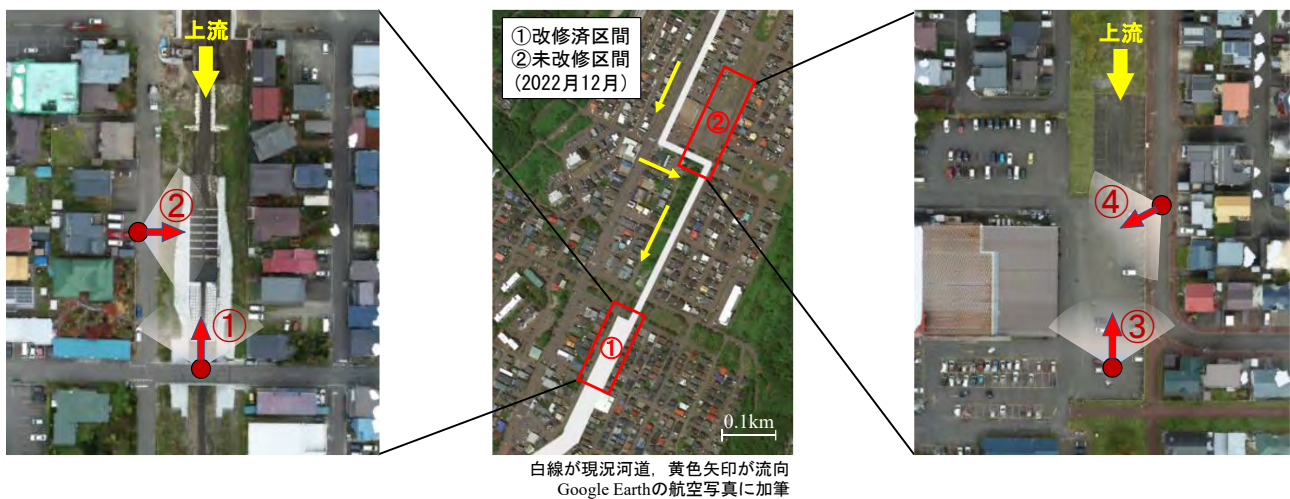 上流
②
①
①改修済区間
②未改修区間
(2022月12月)
②
①
0.1km
白線が現況河道，黄色矢印が流向
Google Earthの航空写真に加筆
上流
④
③